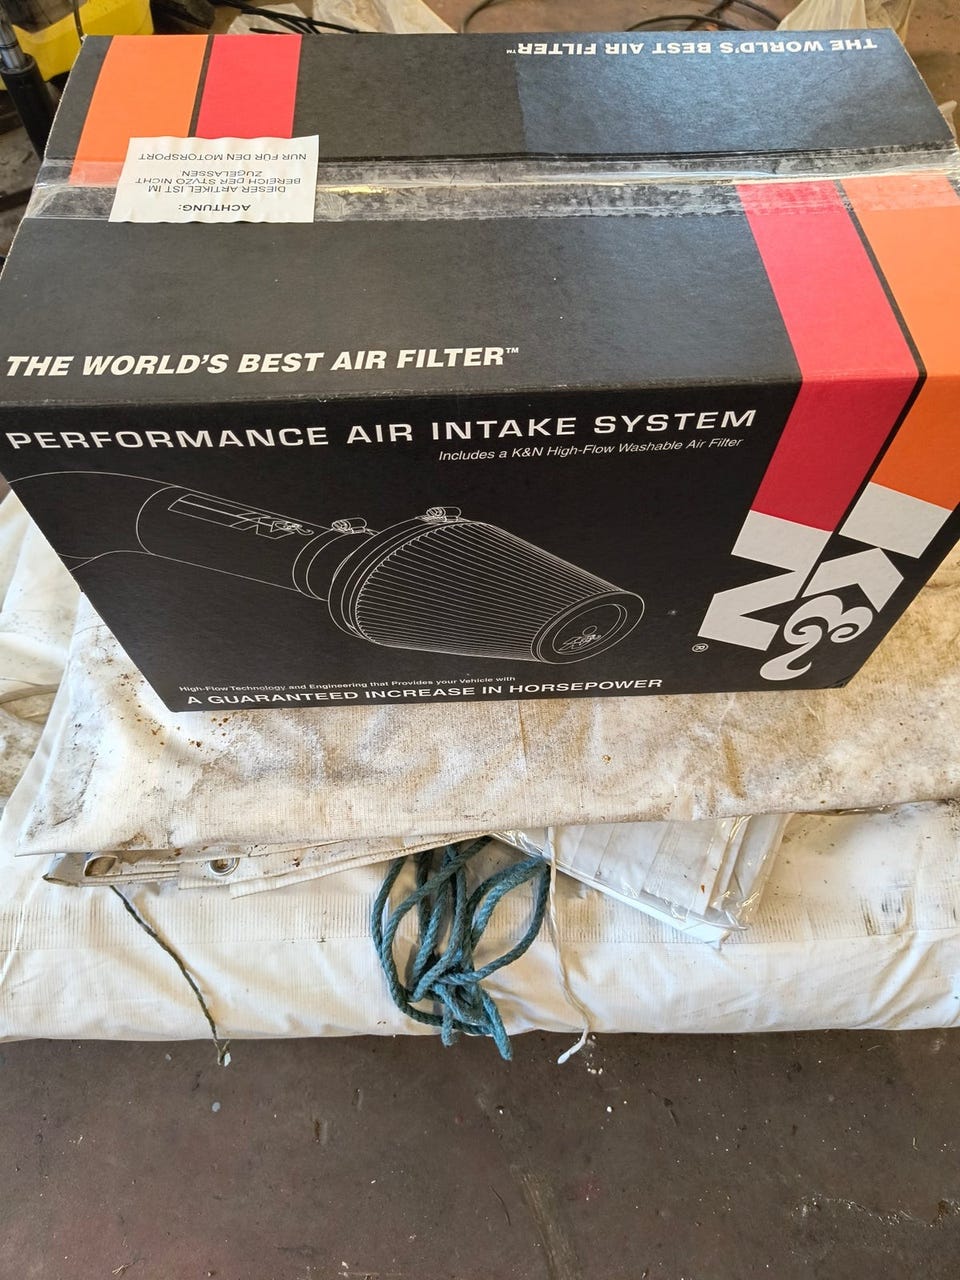 THE WORLD'S BEST AIR FILTER™
ACHTUNG:
DIESER ARTIKEL IST IM
BEREICH DER STVZO NICHT
ZUGELASSEN.
NUR FÜR DEN MOTORSPORT
THE WORLD'S BEST AIR FILTER™
PERFORMANCE AIR INTAKE SYSTEM
Includes a K&N High-Flow Washable Air Filter
K&N®
High-Flow Technology and Engineering that Provides your Vehicle with
A GUARANTEED INCREASE IN HORSEPOWER